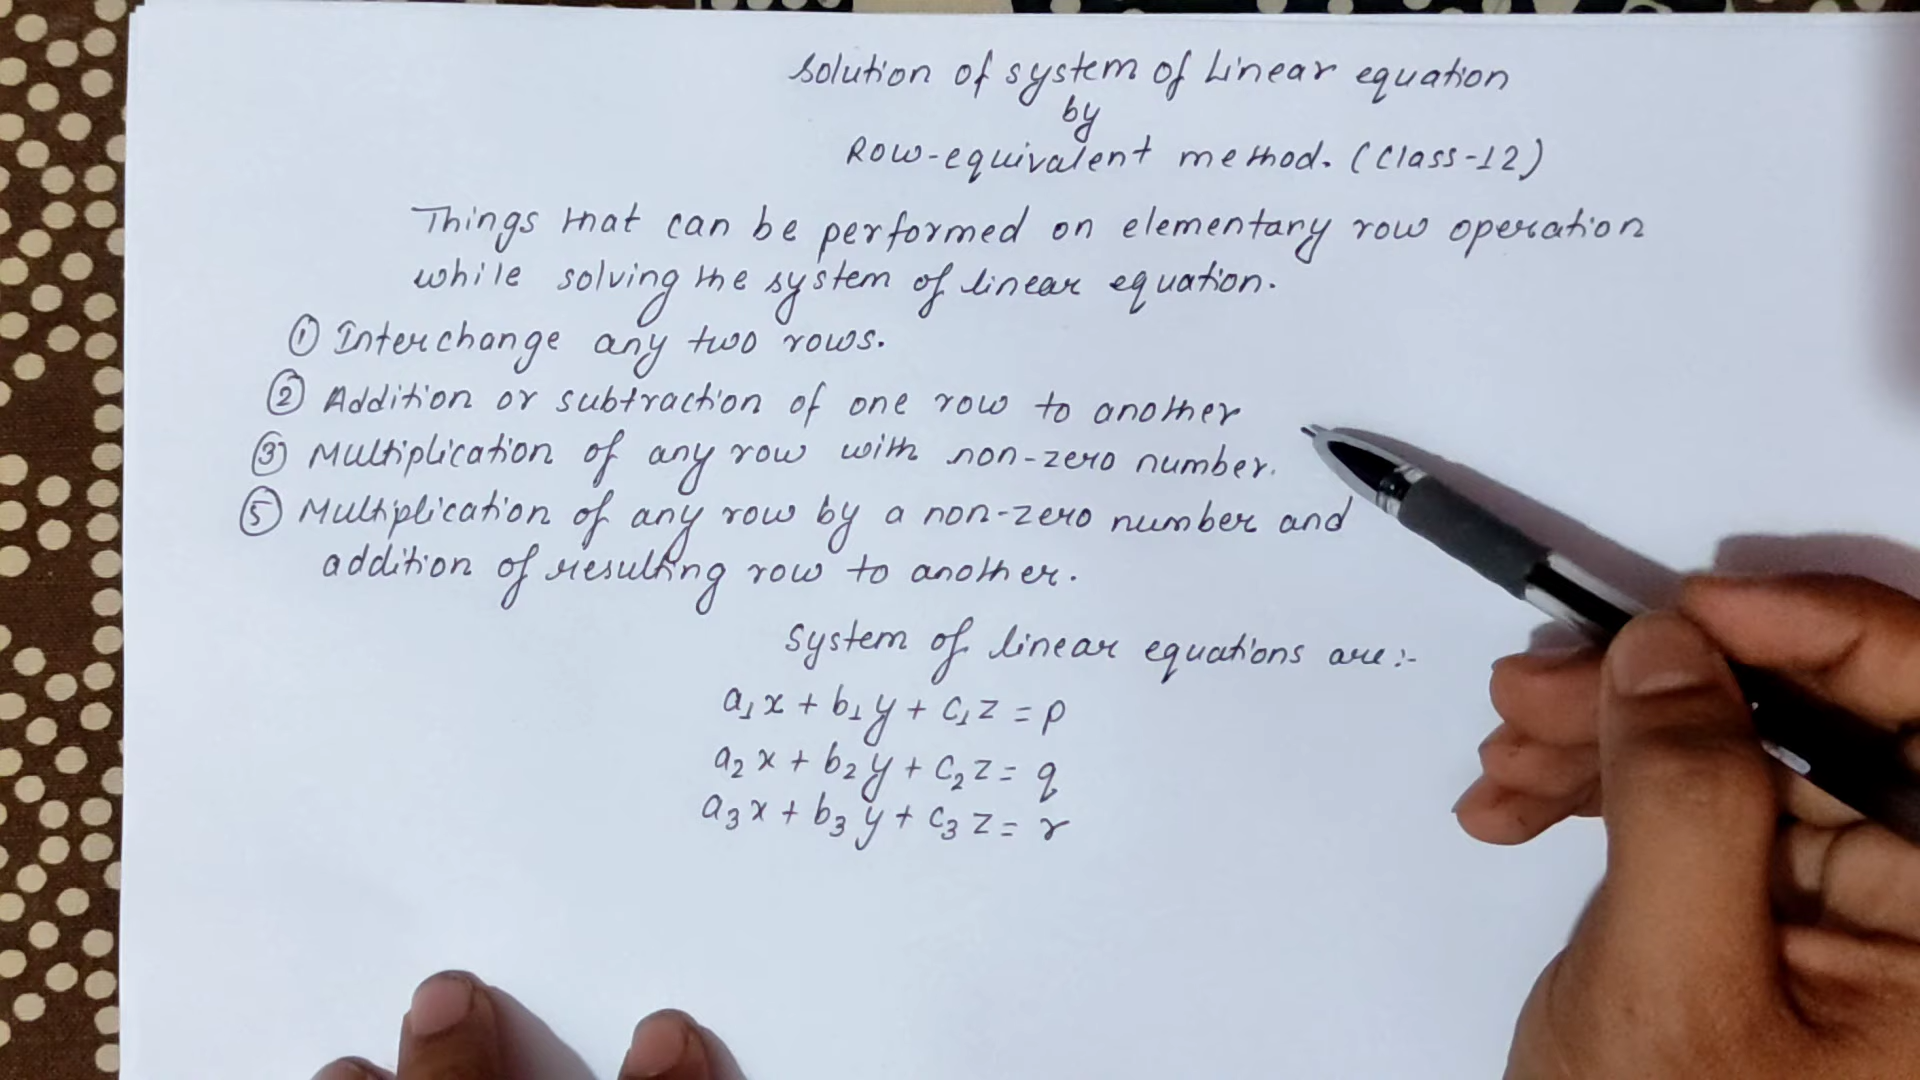 Solution of system of Linear equation
by
Row-equivalent method. (Class-12)
Things that can be performed on elementary row operation
while solving the system of linear equation.
① Interchange any two rows.
② Addition or subtraction of one row to another
③ Multiplication of any row with non-zero number.
⑤ Multiplication of any row by a non-zero number and
addition of resulting row to another.
System of linear equations are:-
a₁x + b₁y + c₁z = p
a₂x + b₂y + c₂z = q
a₃x + b₃y + c₃z = r